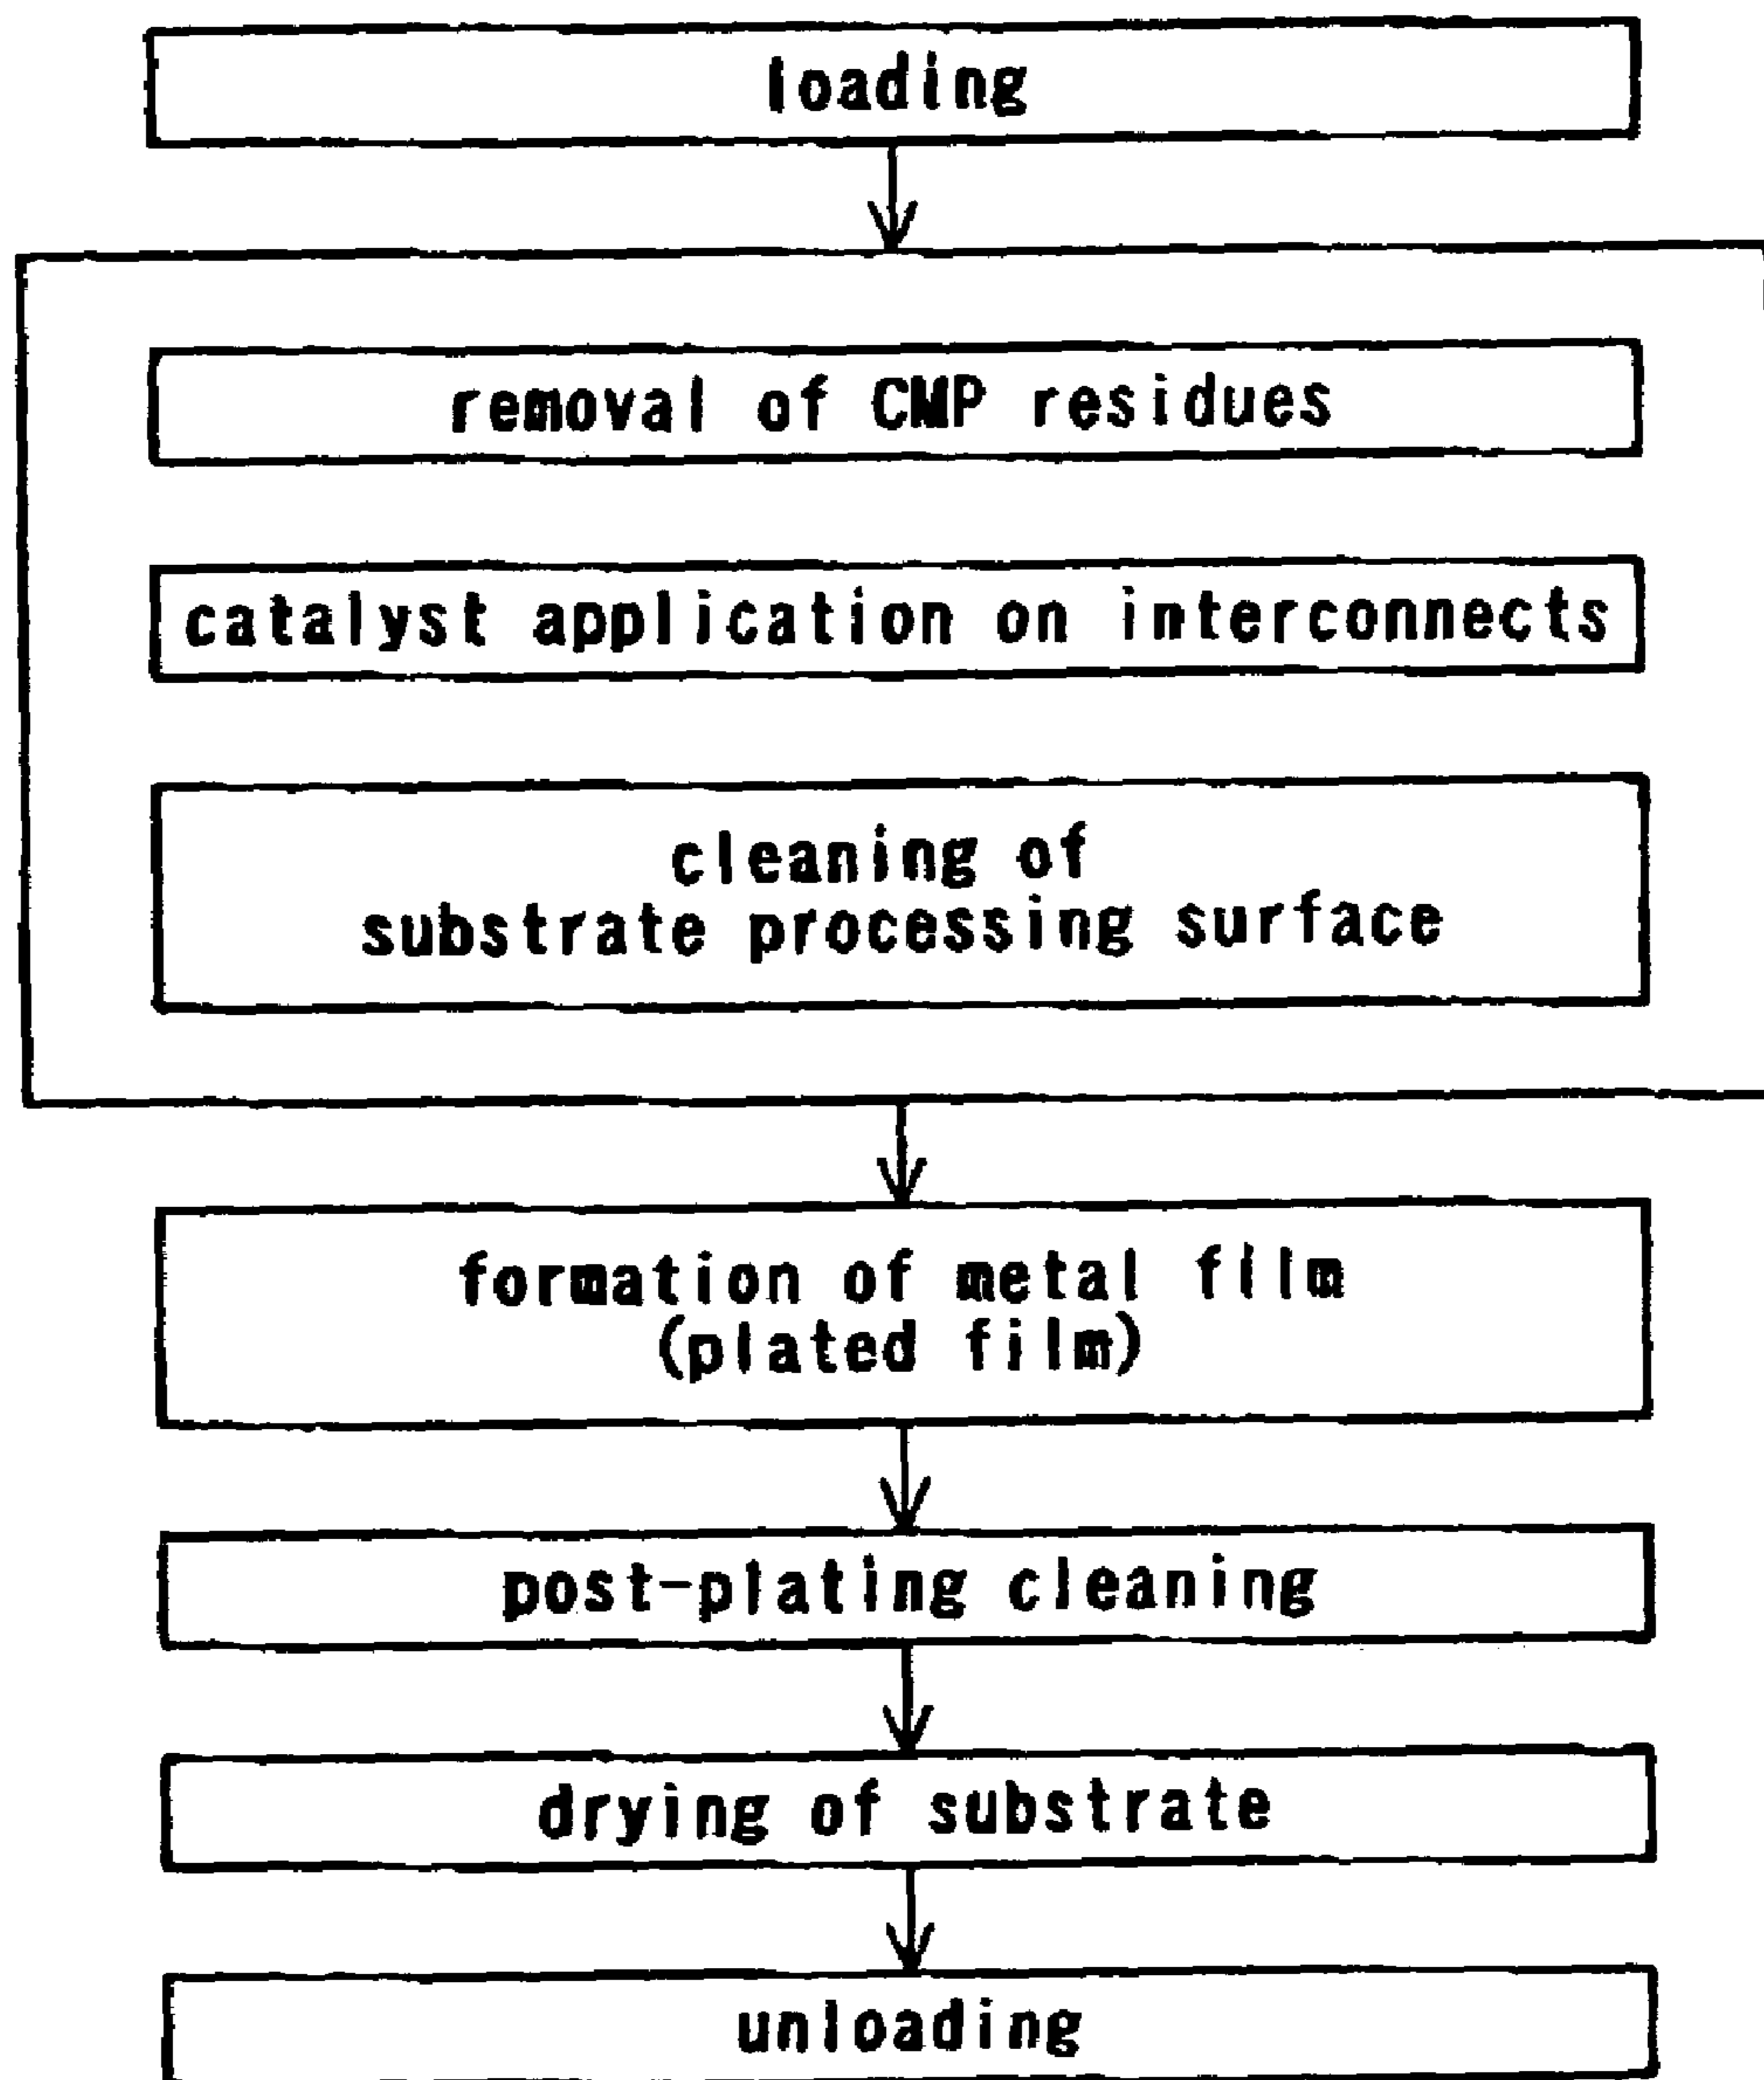 loading
removal of CMP residues
catalyst application on interconnects
cleaning of
substrate processing surface
formation of metal film
(plated film)
post-plating cleaning
drying of substrate
unloading